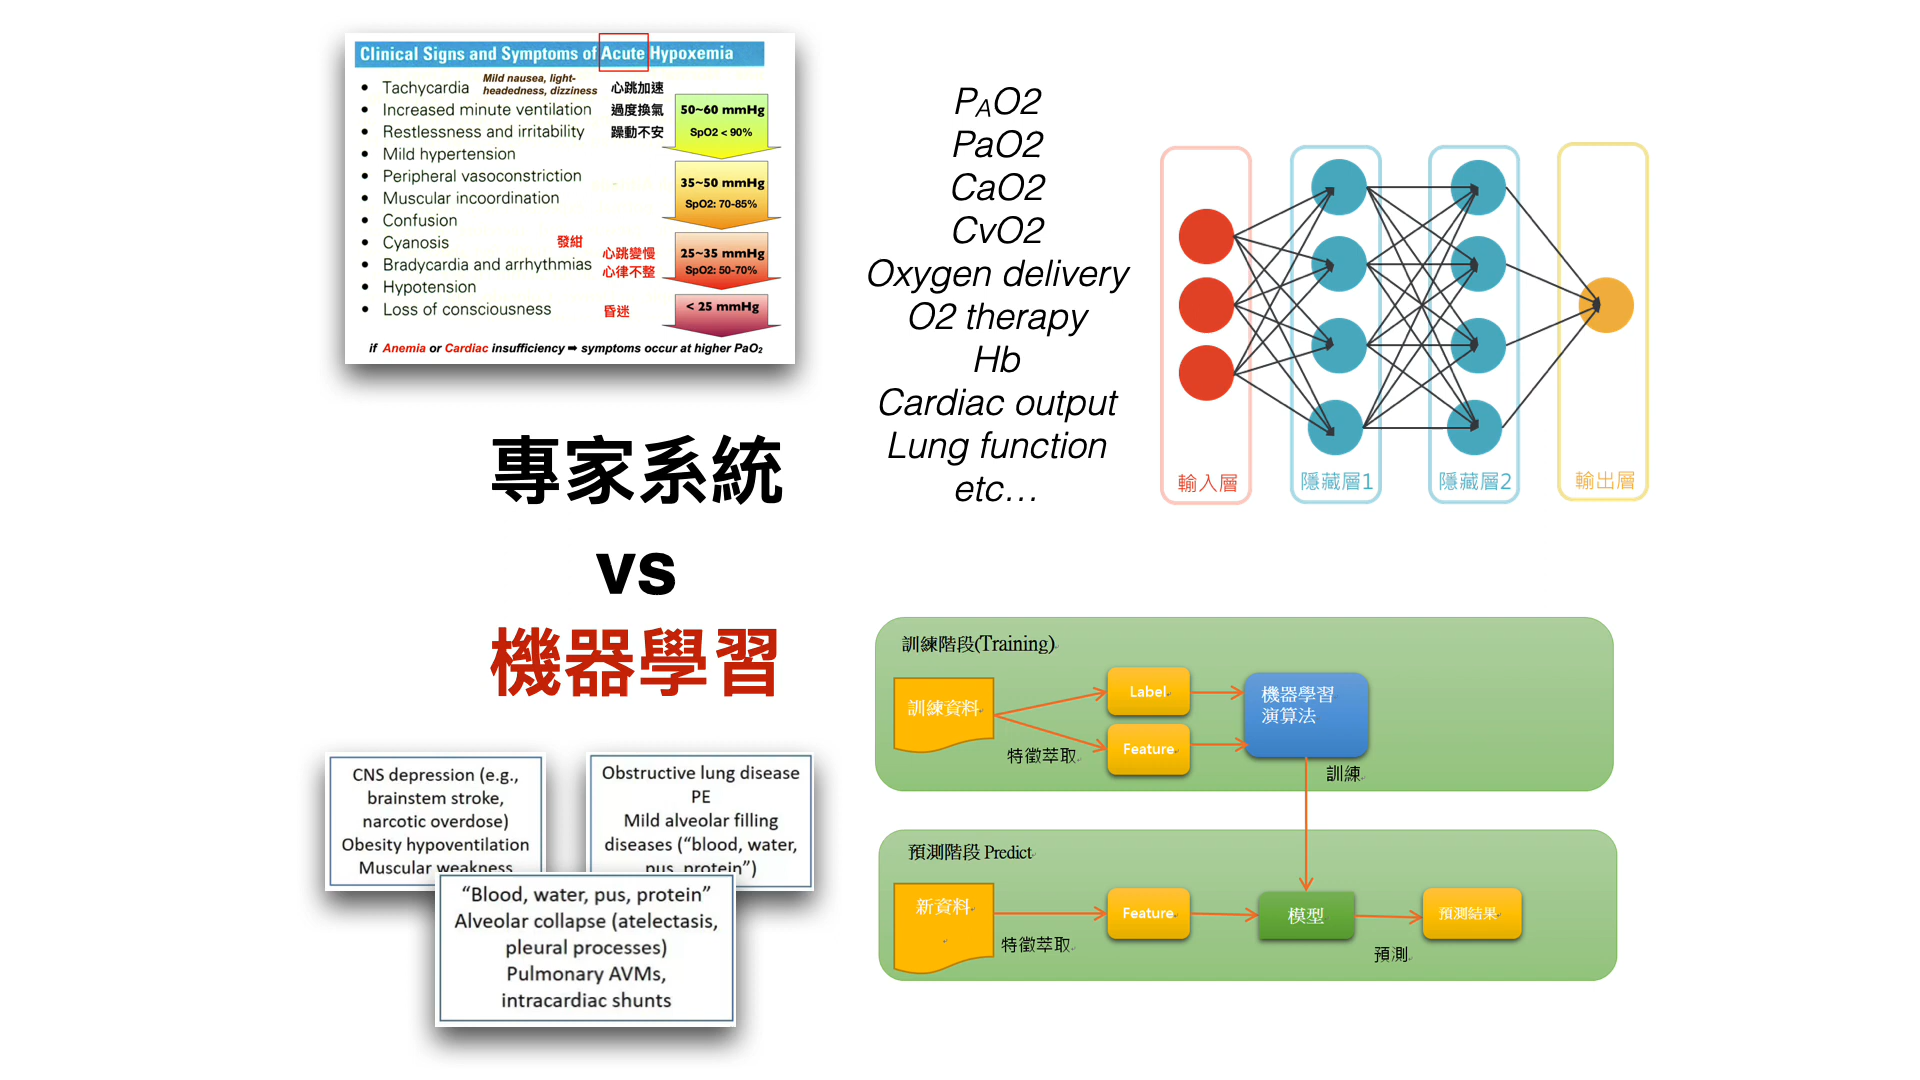 Clinical Signs and Symptoms of Acute Hypoxemia
• Tachycardia
Mild nausea, light-
headedness, dizziness
心跳加速
• Increased minute ventilation 過度換氣
• Restlessness and irritability 躁動不安
• Mild hypertension
• Peripheral vasoconstriction
• Muscular incoordination
• Confusion
• Cyanosis 發紺
• Bradycardia and arrhythmias
心跳變慢
心律不整
• Hypotension
• Loss of consciousness 昏迷
50~60 mmHg
SpO2 < 90%
35~50 mmHg
SpO2: 70-85%
25~35 mmHg
SpO2: 50-70%
< 25 mmHg
if Anemia or Cardiac insufficiency ➡ symptoms occur at higher PaO₂
專家系統
vs
機器學習
CNS depression (e.g.,
brainstem stroke,
narcotic overdose)
Obesity hypoventilation
Muscular weakness
Obstructive lung disease
PE
Mild alveolar filling
diseases (“blood, water,
pus, protein”)
“Blood, water, pus, protein”
Alveolar collapse (atelectasis,
pleural processes)
Pulmonary AVMs,
intracardiac shunts
PAO2
PaO2
CaO2
CvO2
Oxygen delivery
O2 therapy
Hb
Cardiac output
Lung function
etc…
輸入層
隱藏層1
隱藏層2
輸出層
訓練階段(Training)
訓練資料
特徵萃取
Label
Feature
機器學習
演算法
訓練
預測階段 Predict
新資料
特徵萃取
Feature
模型
預測
預測結果